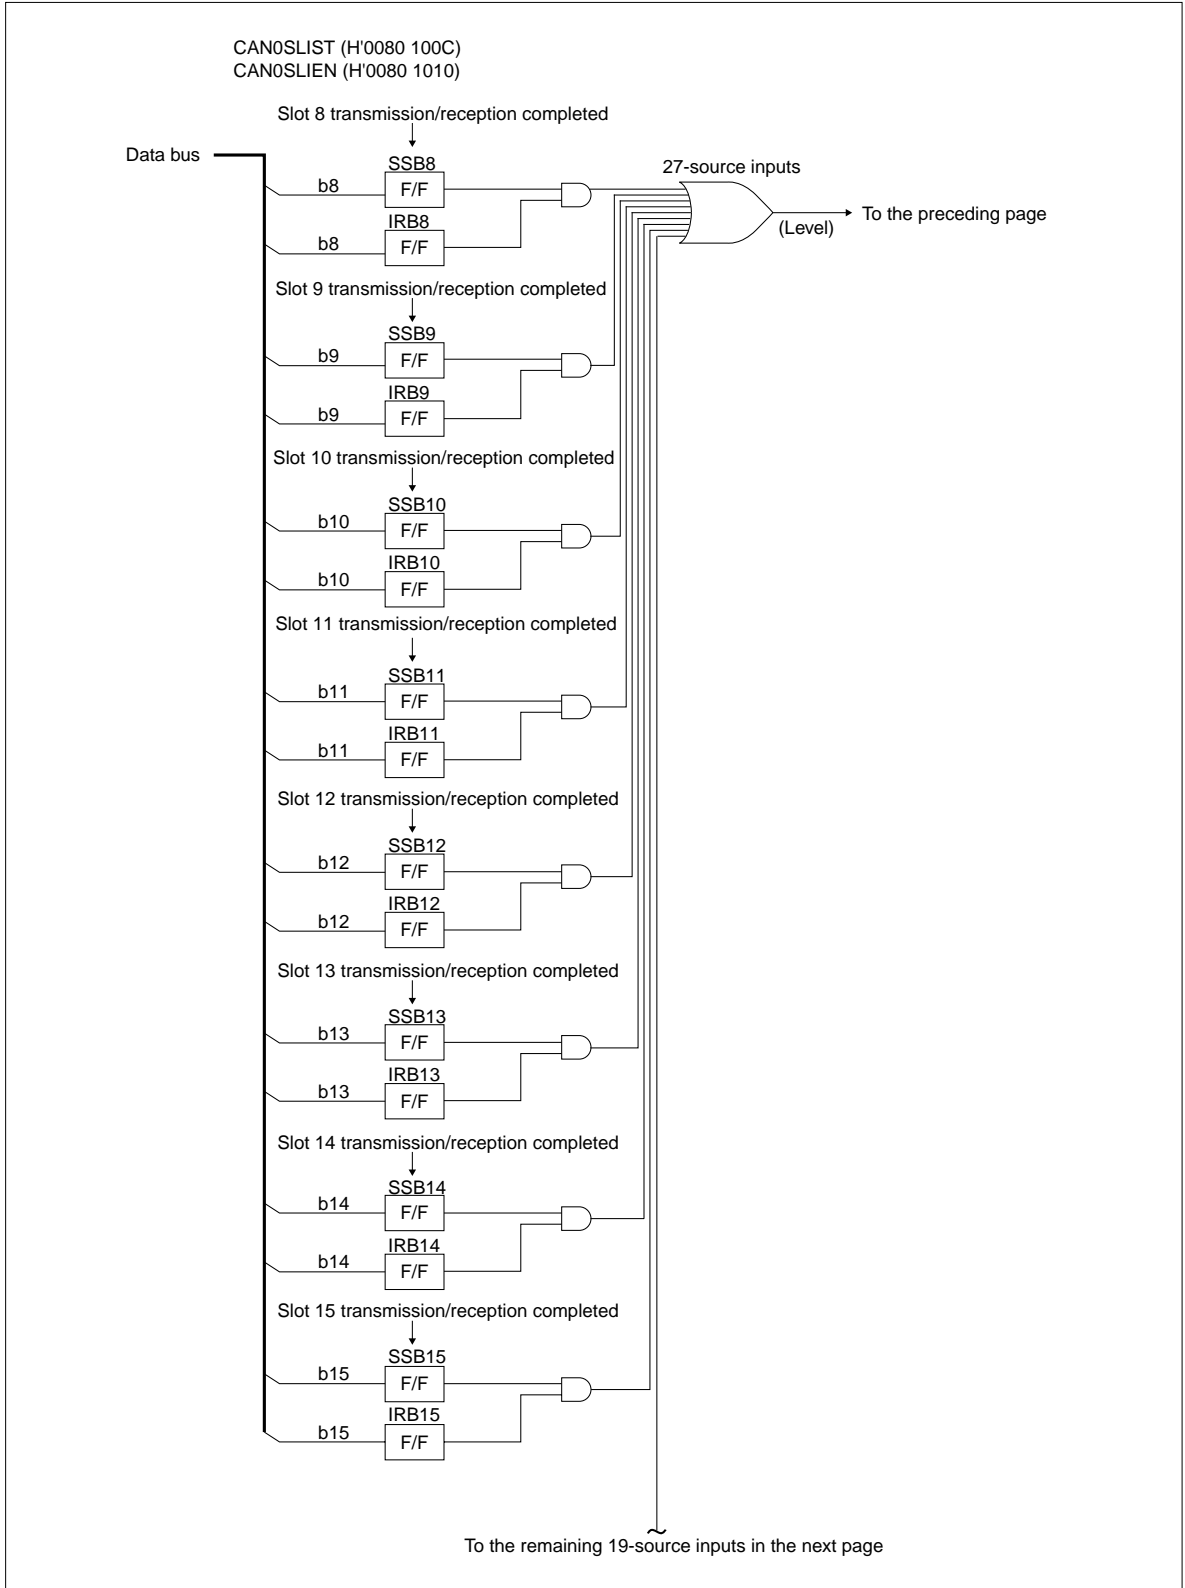 CAN0SLIST (H'0080 100C)
CAN0SLIEN (H'0080 1010)
Slot 8 transmission/reception completed
Data bus
SSB8
27-source inputs
b8
F/F
To the preceding page
(Level)
IRB8
b8
F/F
Slot 9 transmission/reception completed
SSB9
b9
F/F
IRB9
b9
F/F
Slot 10 transmission/reception completed
SSB10
b10
F/F
IRB10
b10
F/F
Slot 11 transmission/reception completed
SSB11
b11
F/F
IRB11
b11
F/F
Slot 12 transmission/reception completed
SSB12
b12
F/F
IRB12
b12
F/F
Slot 13 transmission/reception completed
SSB13
b13
F/F
IRB13
b13
F/F
Slot 14 transmission/reception completed
SSB14
b14
F/F
IRB14
b14
F/F
Slot 15 transmission/reception completed
SSB15
b15
F/F
IRB15
b15
F/F
To the remaining 19-source inputs in the next page